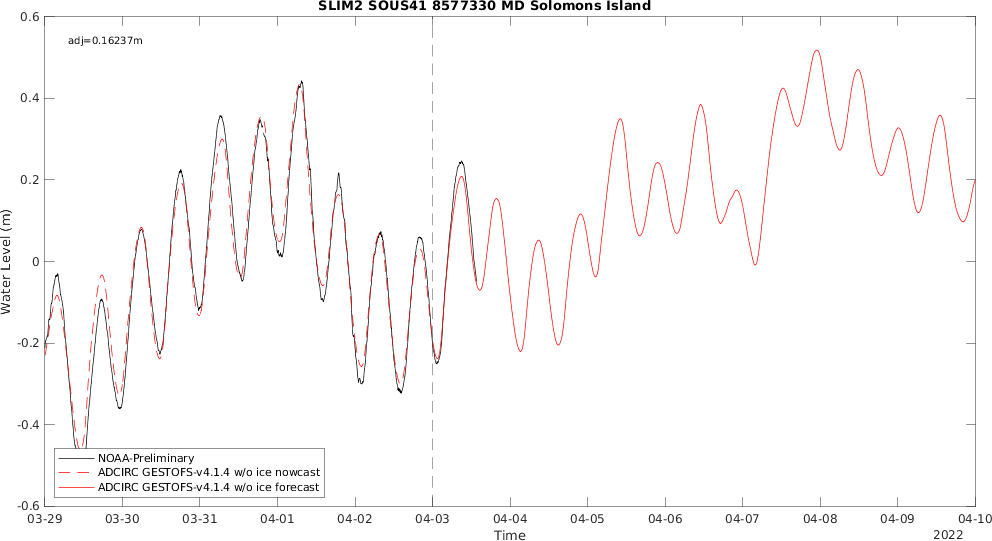 SLIM2 SOUS41 8577330 MD Solomons Island
adj=0.16237m
0.6
0.4
0.2
0
-0.2
-0.4
-0.6
Water Level (m)
NOAA-Preliminary
ADCIRC GESTOFS-v4.1.4 w/o ice nowcast
ADCIRC GESTOFS-v4.1.4 w/o ice forecast
03-29 03-30 03-31 04-01 04-02 04-03 04-04 04-05 04-06 04-07 04-08 04-09 04-10
Time
2022